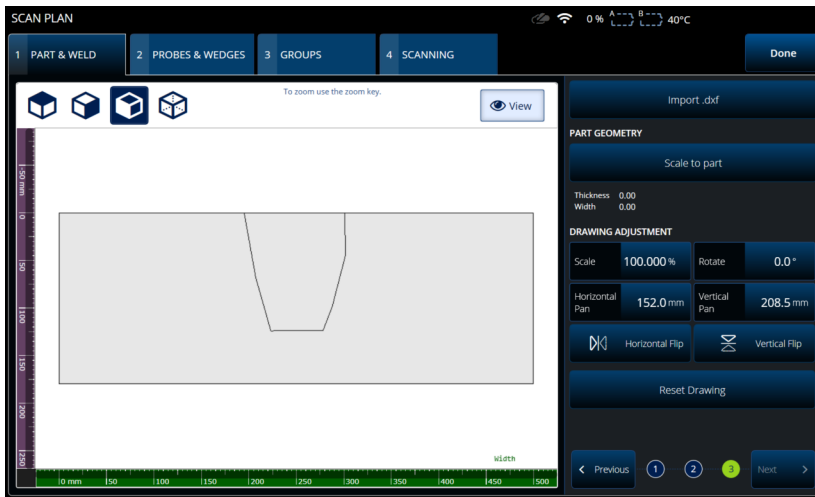 SCAN PLAN
0 % A B 40°C
1 PART & WELD
2 PROBES & WEDGES
3 GROUPS
4 SCANNING
Done
To zoom use the zoom key.
View
Import .dxf
PART GEOMETRY
Scale to part
Thickness 0.00
Width 0.00
DRAWING ADJUSTMENT
Scale 100.000 %
Rotate 0.0 °
Horizontal Pan 152.0 mm
Vertical Pan 208.5 mm
Horizontal Flip
Vertical Flip
Reset Drawing
Previous 1 2 3 Next
-50 mm
0
50
100
150
200
250
Width
0 mm 50 100 150 200 250 300 350 400 450 500